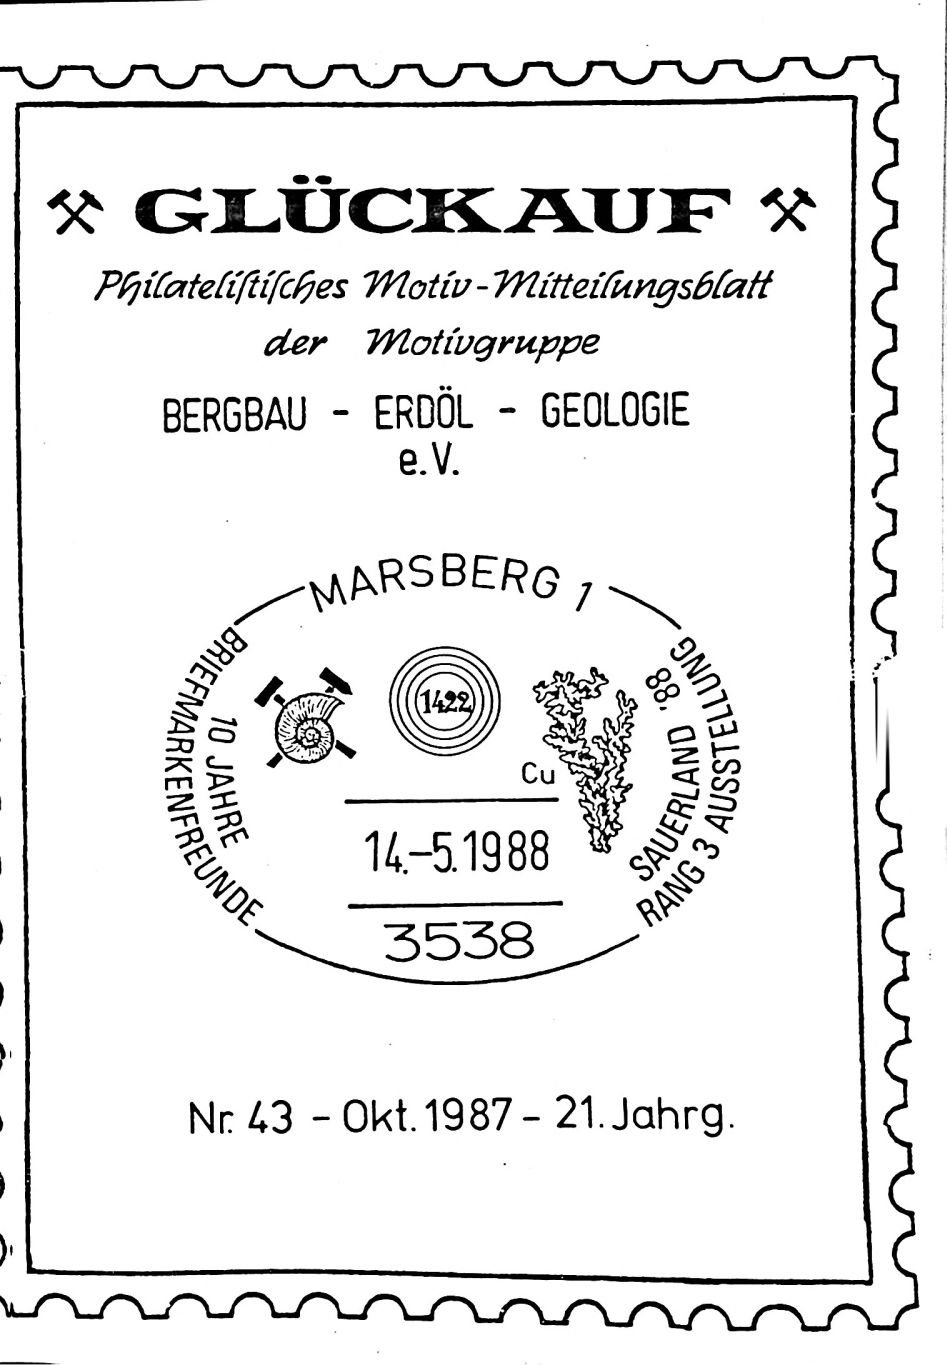 GLÜCKAUF
Philatelistisches Motiv-Mitteilungsblatt
der Motivgruppe
BERGBAU - ERDÖL - GEOLOGIE
e.V.
MARSBERG 1
BRIEFMARKENFREUNDE
10 JAHRE
1422
Cu
SAUERLAND '88
RANG 3 AUSSTELLUNG
14.-5.1988
3538
Nr. 43 - Okt. 1987 - 21. Jahrg.